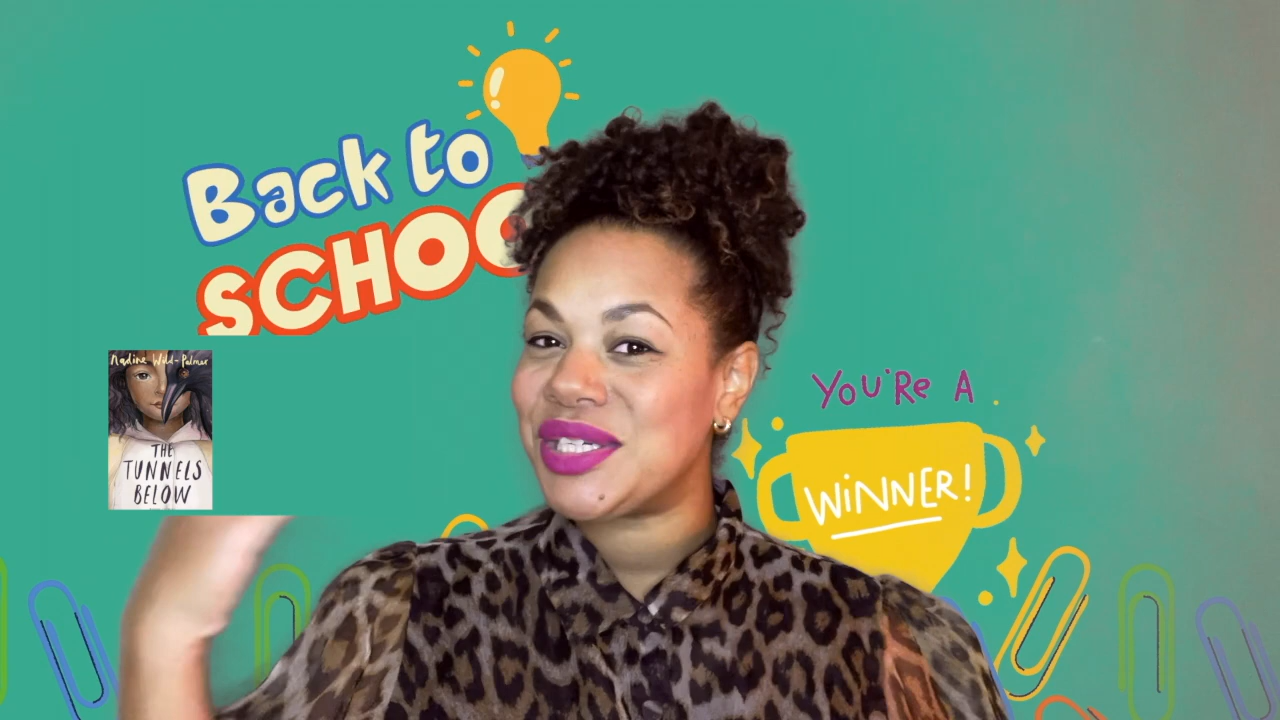 Back to
SCHOO
Nadine Wild-Palmer
THE
TUNNELS
BELOW
YOU'RE A
WINNER!